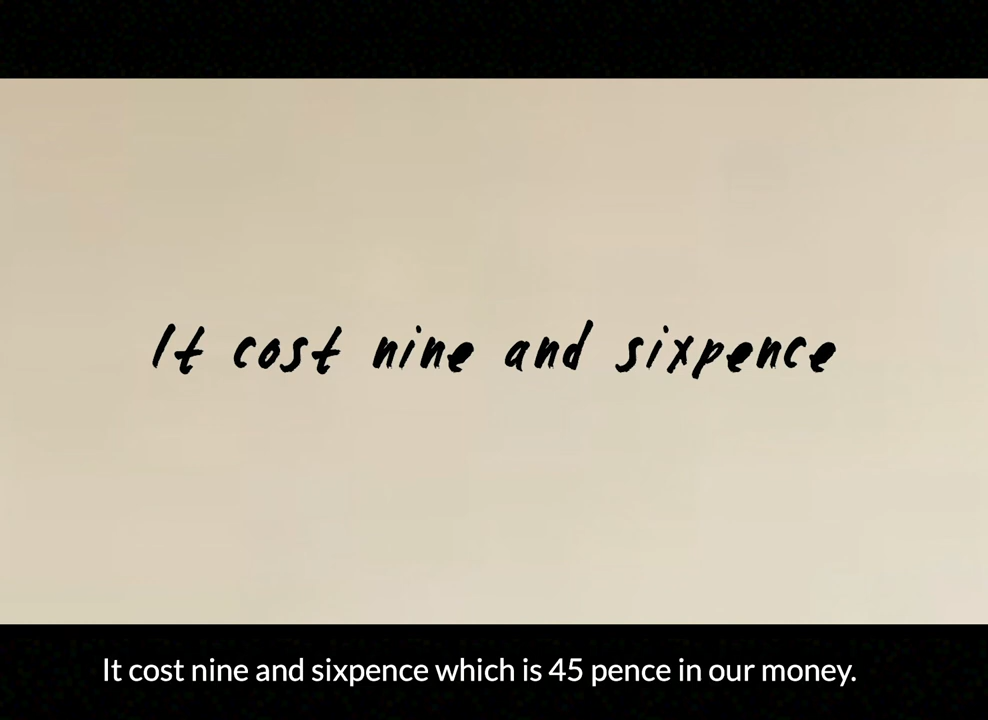 It cost nine and sixpence
It cost nine and sixpence which is 45 pence in our money.